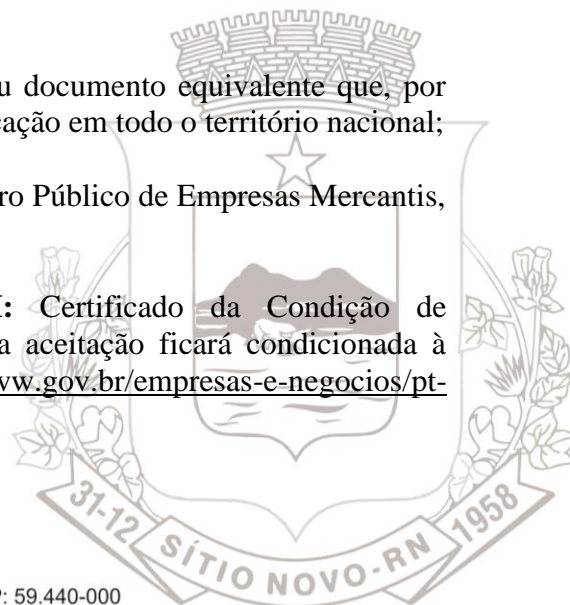 u documento equivalente que, por
cação em todo o território nacional;
ro Público de Empresas Mercantis,
: Certificado da Condição de
a aceitação ficará condicionada à
ww.gov.br/empresas-e-negocios/pt-
31-12 SÍTIO NOVO-RN 1958
: 59.440-000